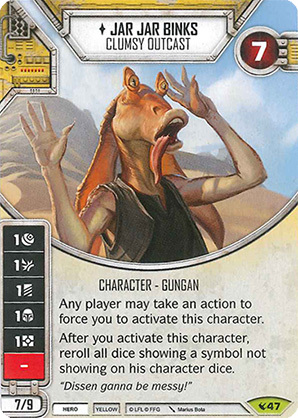 JAR JAR BINKS
CLUMSY OUTCAST
7
1
1
1
1
1
-
7/9
CHARACTER - GUNGAN
Any player may take an action to
force you to activate this character.
After you activate this character,
reroll all dice showing a symbol not
showing on his character dice.
"Dissen ganna be messy!"
HERO YELLOW © LFL © FFG Marius Bota 47